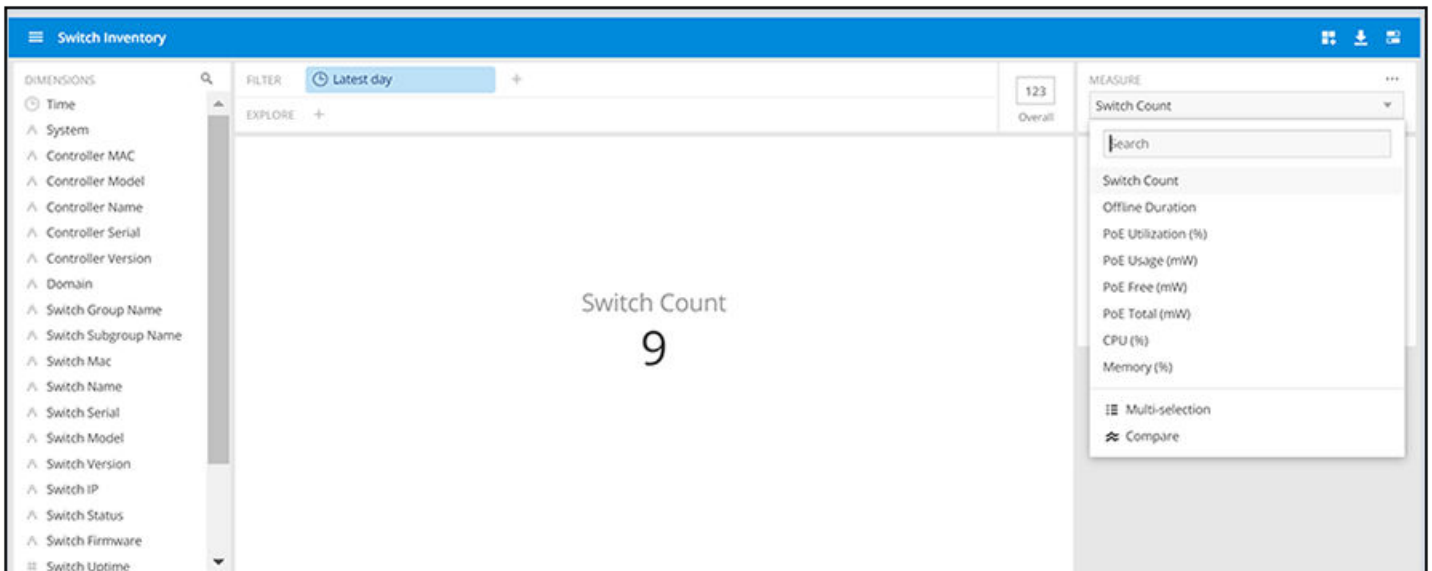 Switch Inventory
DIMENSIONS
Time
System
Controller MAC
Controller Model
Controller Name
Controller Serial
Controller Version
Domain
Switch Group Name
Switch Subgroup Name
Switch Mac
Switch Name
Switch Serial
Switch Model
Switch Version
Switch IP
Switch Status
Switch Firmware
Switch Uptime
FILTER
Latest day
+
EXPLORE +
123
Overall
Switch Count
9
MEASURE
Switch Count
Search
Switch Count
Offline Duration
PoE Utilization (%)
PoE Usage (mW)
PoE Free (mW)
PoE Total (mW)
CPU (%)
Memory (%)
Multi-selection
Compare